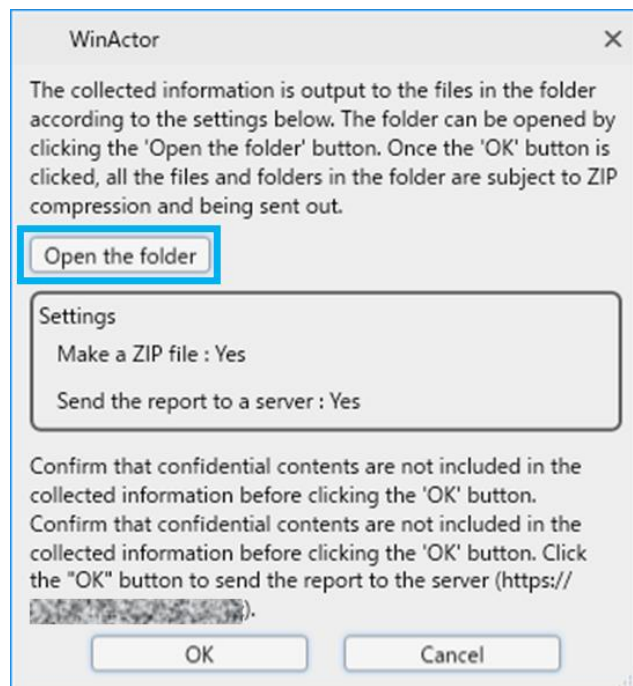 WinActor
The collected information is output to the files in the folder
according to the settings below. The folder can be opened by
clicking the 'Open the folder' button. Once the 'OK' button is
clicked, all the files and folders in the folder are subject to ZIP
compression and being sent out.
Open the folder
Settings
Make a ZIP file : Yes
Send the report to a server : Yes
Confirm that confidential contents are not included in the
collected information before clicking the 'OK' button.
Confirm that confidential contents are not included in the
collected information before clicking the 'OK' button. Click
the "OK" button to send the report to the server (https://
).
OK
Cancel